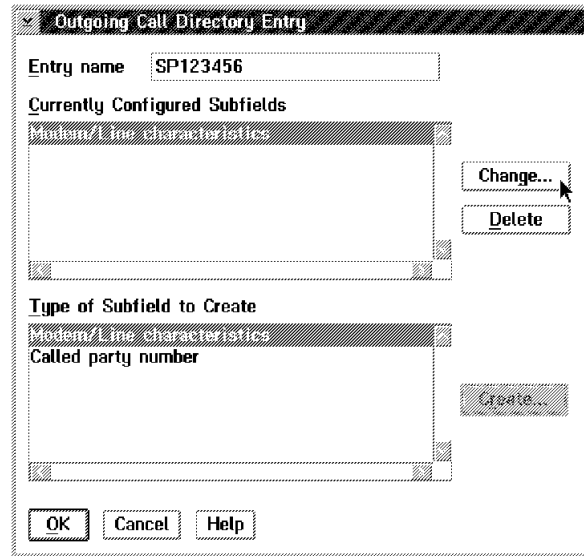 Outgoing Call Directory Entry
Entry name SP123456
Currently Configured Subfields
Modem/Line characteristics
Change...
Delete
Type of Subfield to Create
Modem/Line characteristics
Called party number
Create...
OK Cancel Help